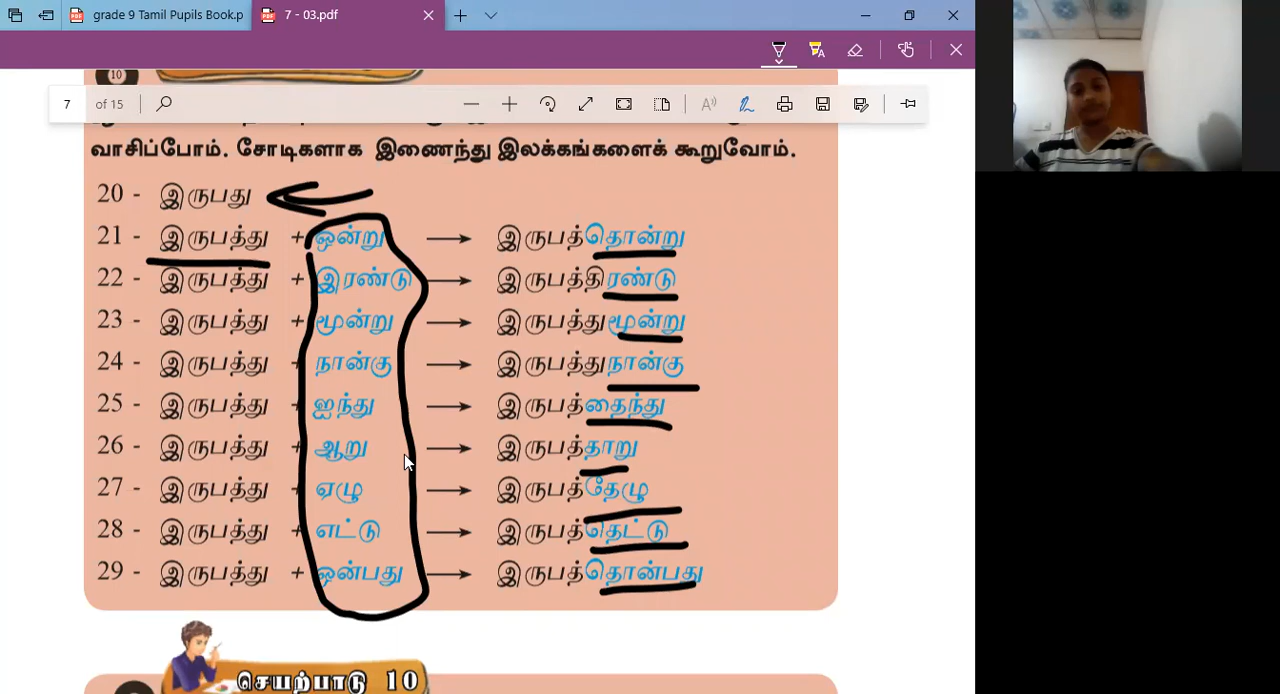 grade 9 Tamil Pupils Book.p
7 - 03.pdf
10
7 of 15
வாசிப்போம். சோடிகளாக இணைந்து இலக்கங்களைக் கூறுவோம்.
20 - இருபது
21 - இருபத்து + ஒன்று → இருபத்தொன்று
22 - இருபத்து + இரண்டு → இருபத்திரண்டு
23 - இருபத்து + மூன்று → இருபத்துமூன்று
24 - இருபத்து + நான்கு → இருபத்துநான்கு
25 - இருபத்து + ஐந்து → இருபத்தைந்து
26 - இருபத்து + ஆறு → இருபத்தாறு
27 - இருபத்து + ஏழு → இருபத்தேழு
28 - இருபத்து + எட்டு → இருபத்தெட்டு
29 - இருபத்து + ஒன்பது → இருபத்தொன்பது
செயற்பாடு 10